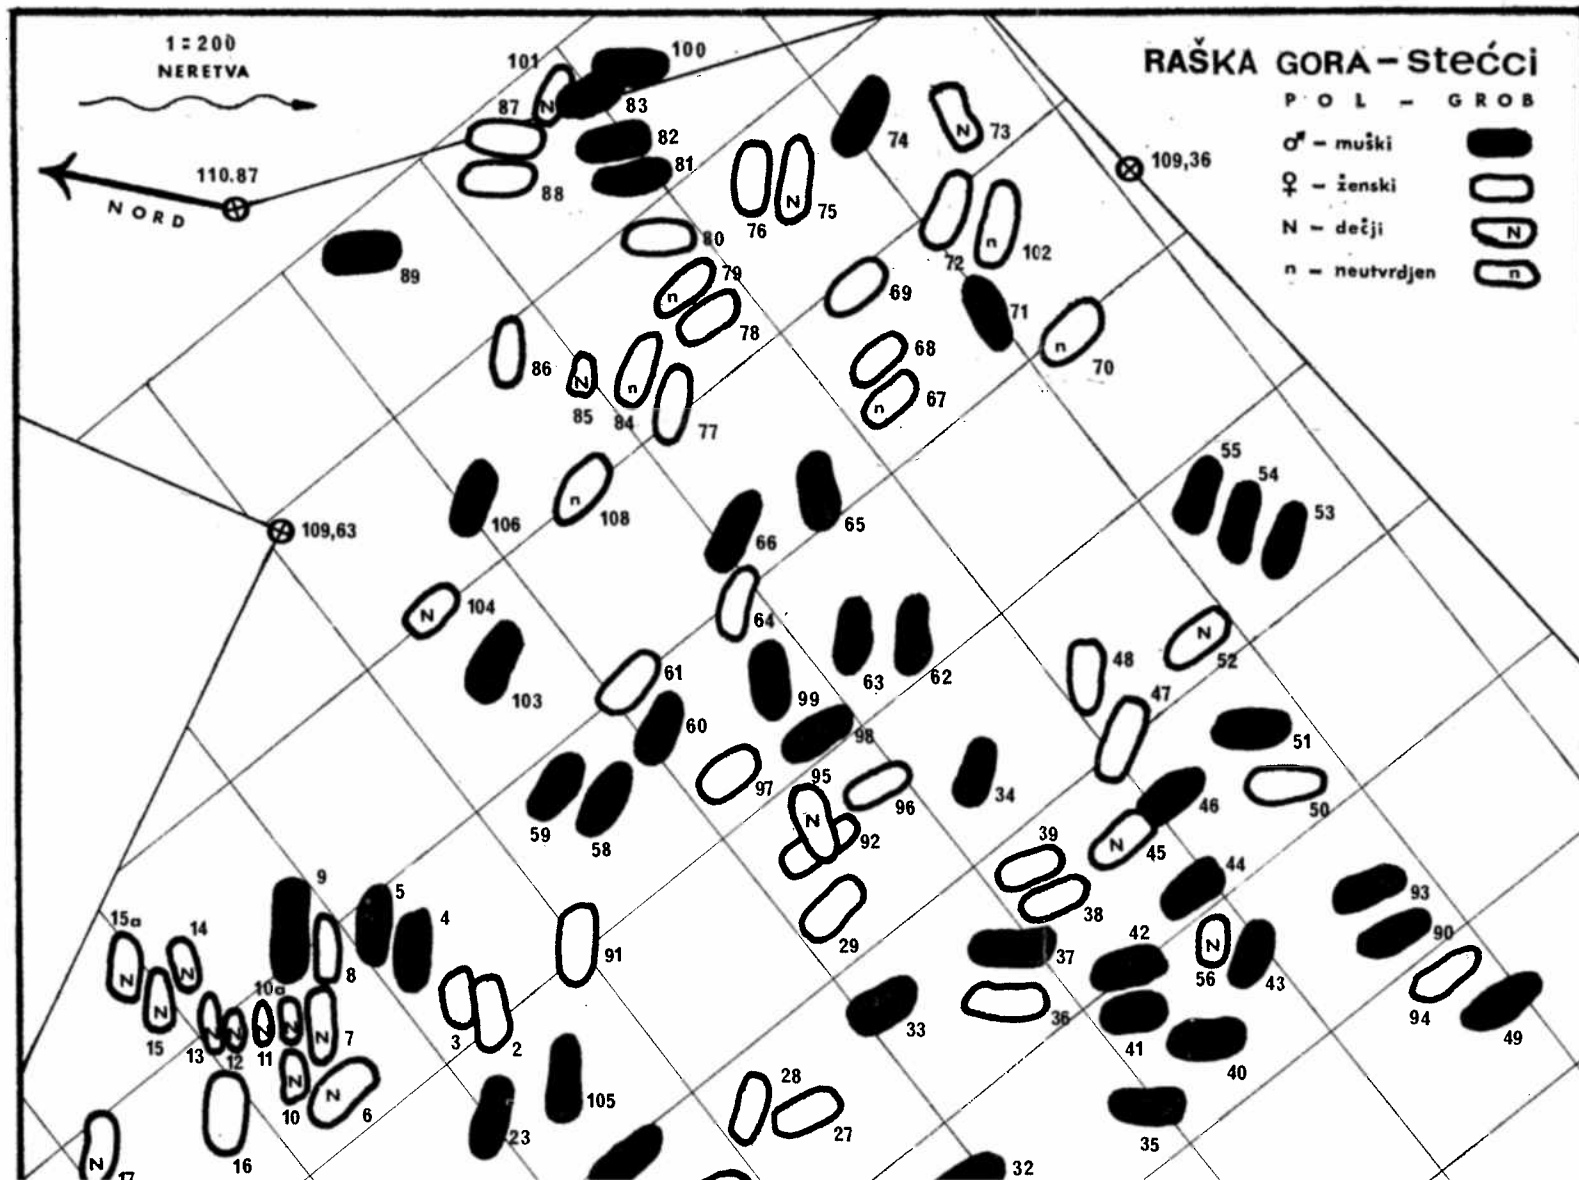 1:200
NERETVA
110.87
NORD
RAŠKA GORA – stećci
POL – GROB
♂ – muški
♀ – ženski
N – dečji
N
n – neutvrdjen
n
109,36
109,63
101
100
N
83
87
82
81
88
89
80
76
N
75
74
N
73
72
n
102
79
n
78
69
71
n
70
86
N
85
n
84
77
68
n
67
106
n
108
66
65
55
54
53
N
104
103
64
61
60
63
62
99
98
48
N
52
47
51
50
59
58
97
95
N
96
92
34
46
N
45
39
38
44
29
9
5
4
8
91
37
36
42
N
56
43
93
90
94
49
15a
N
14
N
N
15
N
13
N
12
10a
N
11
N
N
7
N
10
N
6
16
N
17
3
2
33
41
40
105
23
28
27
35
32